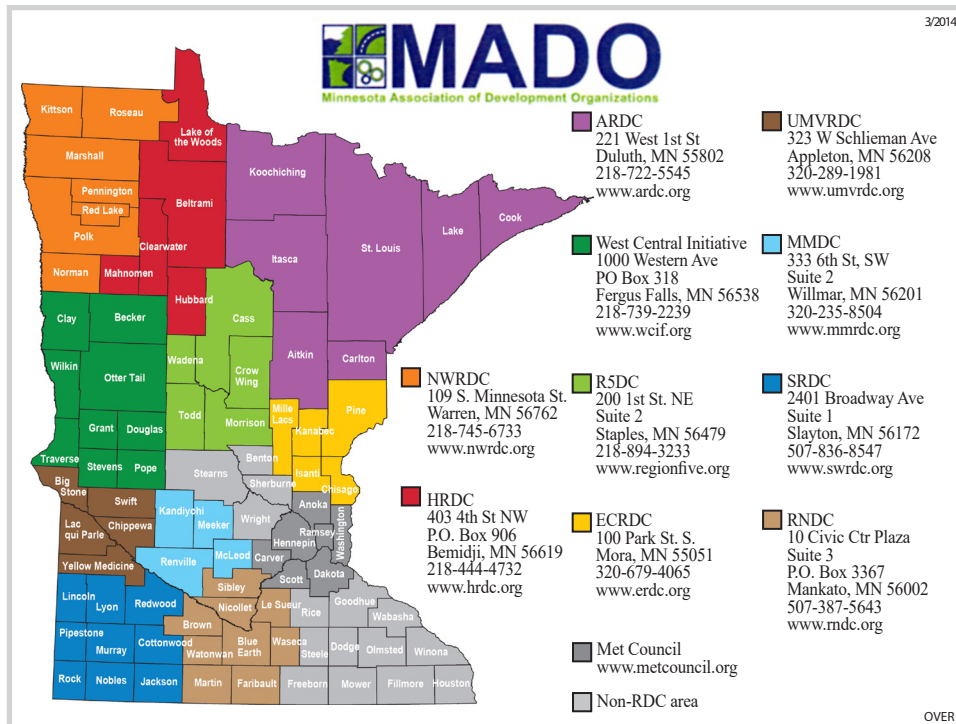 3/2014
MADO
Minnesota Association of Development Organizations
Kittson
Roseau
Lake of
the Woods
Marshall
Koochiching
Pennington
Red Lake
Beltrami
Cook
Lake
Polk
St. Louis
Clearwater
Itasca
Norman
Mahnomen
Hubbard
Cass
Clay
Becker
Aitkin
Carlton
Wadena
Wilkin
Crow
Wing
Otter Tail
Pine
Mille
Lacs
Todd
Grant
Douglas
Morrison
Kanabec
Benton
Traverse
Stevens
Pope
Stearns
Isanti
Big
Stone
Sherburne
Chisago
Swift
Anoka
Kandiyohi
Meeker
Wright
Washington
Lac
qui Parle
Chippewa
Ramsey
Hennepin
McLeod
Carver
Renville
Yellow Medicine
Dakota
Scott
Sibley
Lincoln
Lyon
Redwood
Nicollet
Le Sueur
Rice
Goodhue
Wabasha
Brown
Pipestone
Murray
Cottonwood
Watonwan
Blue
Earth
Waseca
Steele
Dodge
Olmsted
Winona
Rock
Nobles
Jackson
Martin
Faribault
Freeborn
Mower
Fillmore
Houston
NWRDC
109 S. Minnesota St.
Warren, MN 56762
218-745-6733
www.nwrdc.org
HRDC
403 4th St NW
P.O. Box 906
Bemidji, MN 56619
218-444-4732
www.hrdc.org
ARDC
221 West 1st St
Duluth, MN 55802
218-722-5545
www.ardc.org
West Central Initiative
1000 Western Ave
PO Box 318
Fergus Falls, MN 56538
218-739-2239
www.wcif.org
R5DC
200 1st St. NE
Suite 2
Staples, MN 56479
218-894-3233
www.regionfive.org
ECRDC
100 Park St. S.
Mora, MN 55051
320-679-4065
www.erdc.org
Met Council
www.metcouncil.org
Non-RDC area
UMVRDC
323 W Schlieman Ave
Appleton, MN 56208
320-289-1981
www.umvrdc.org
MMDC
333 6th St, SW
Suite 2
Willmar, MN 56201
320-235-8504
www.mmrdc.org
SRDC
2401 Broadway Ave
Suite 1
Slayton, MN 56172
507-836-8547
www.swrdc.org
RNDC
10 Civic Ctr Plaza
Suite 3
P.O. Box 3367
Mankato, MN 56002
507-387-5643
www.rndc.org
OVER